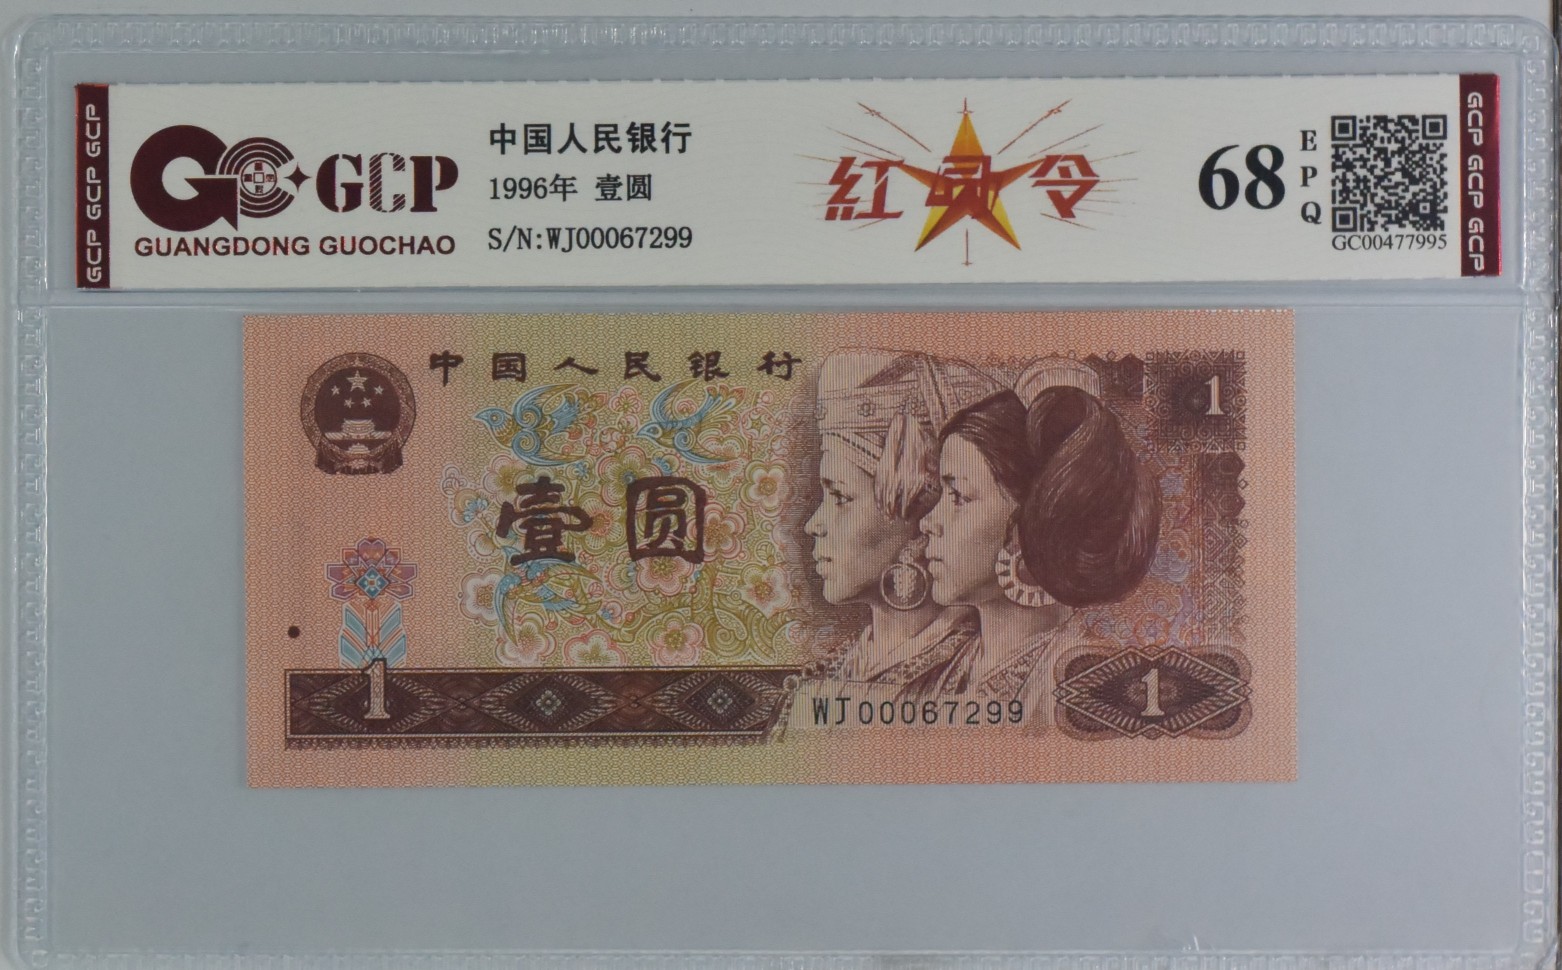 GCP GCP GCP
GCP
GUANGDONG GUOCHAO
中国人民银行
1996年 壹圆
S/N:WJ00067299
红 令
68
EPQ
GC00477995
GCP GCP GCP
中国人民银行
1
壹圆
1
WJ00067299
1